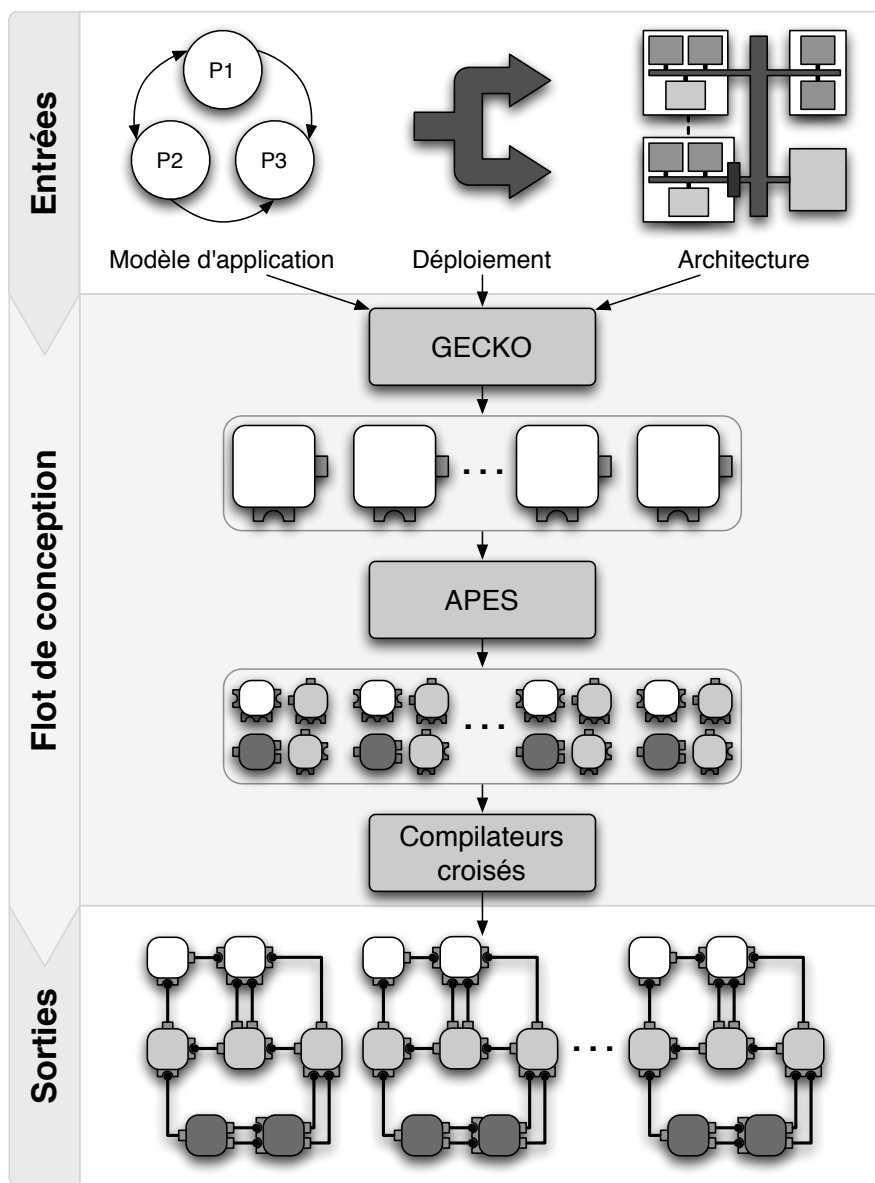 Entrées
P1
P2
P3
Modèle d'application
Déploiement
Architecture
Flot de conception
GECKO
. . .
APES
. . .
Compilateurs
croisés
Sorties
. . .